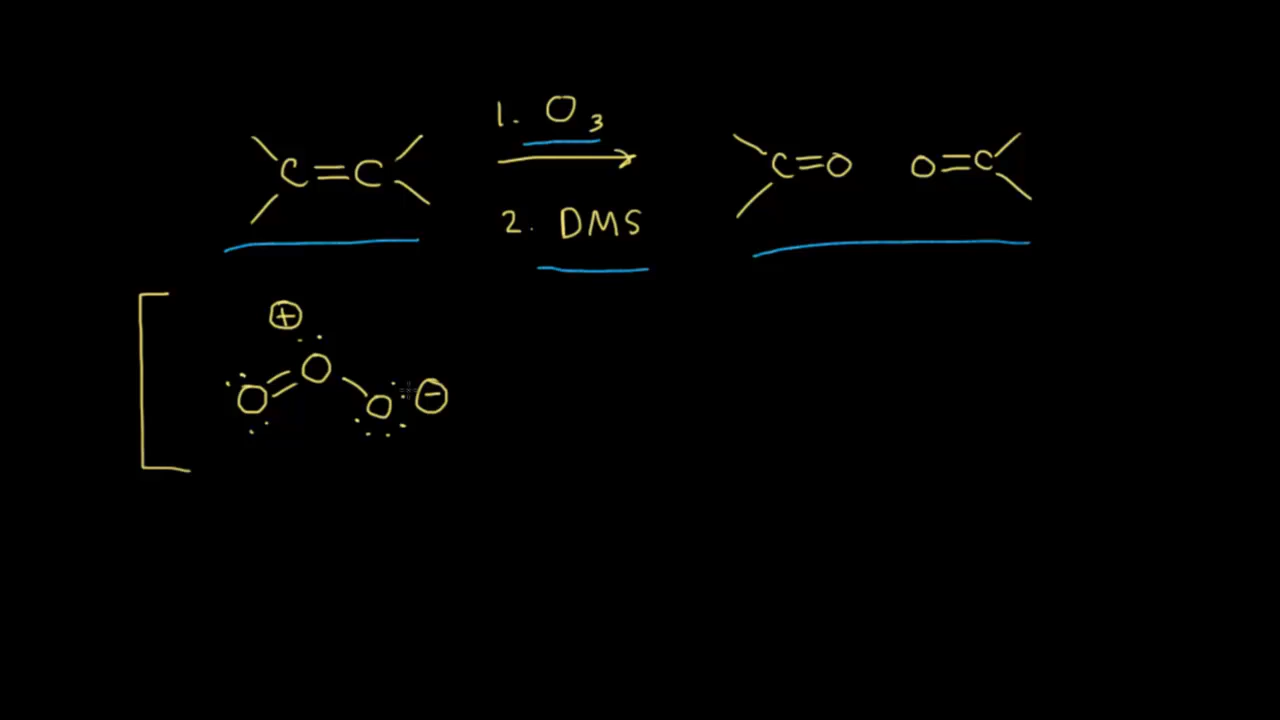 1. O3
C=C
C=O O=C
2. DMS
+
O=O-O -